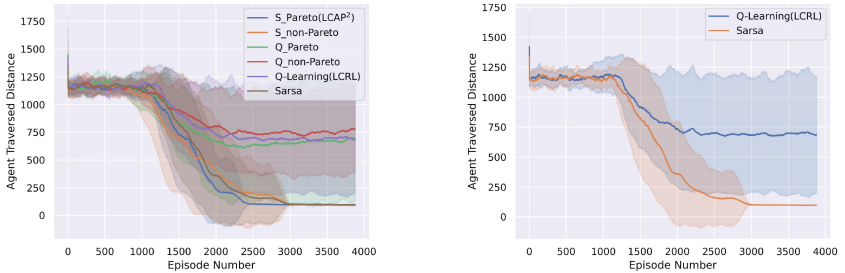 1750
1500
1250
1000
750
500
250
0
Agent Traversed Distance
0 500 1000 1500 2000 2500 3000 3500 4000
Episode Number
S_Pareto(LCAP²)
S_non-Pareto
Q_Pareto
Q_non-Pareto
Q-Learning(LCRL)
Sarsa
1750
1500
1250
1000
750
500
250
0
Agent Traversed Distance
0 500 1000 1500 2000 2500 3000 3500 4000
Episode Number
Q-Learning(LCRL)
Sarsa